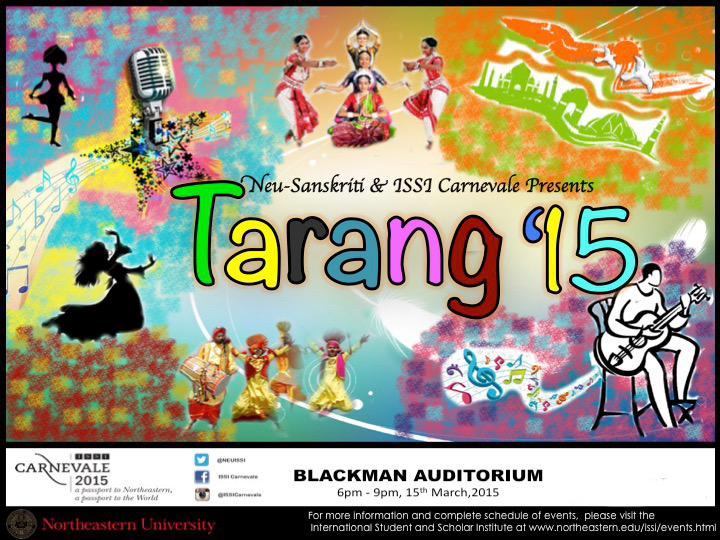 Neu-Sanskriti & ISSI Carnevale Presents
Tarang '15
ISSI
CARNEVALE
2015
a passport to Northeastern,
a passport to the World
@NEUISSI
ISSI Carnevale
@ISSICarnevale
BLACKMAN AUDITORIUM
6pm - 9pm, 15th March,2015
Northeastern University
For more information and complete schedule of events, please visit the
International Student and Scholar Institute at www.northeastern.edu/issi/events.html